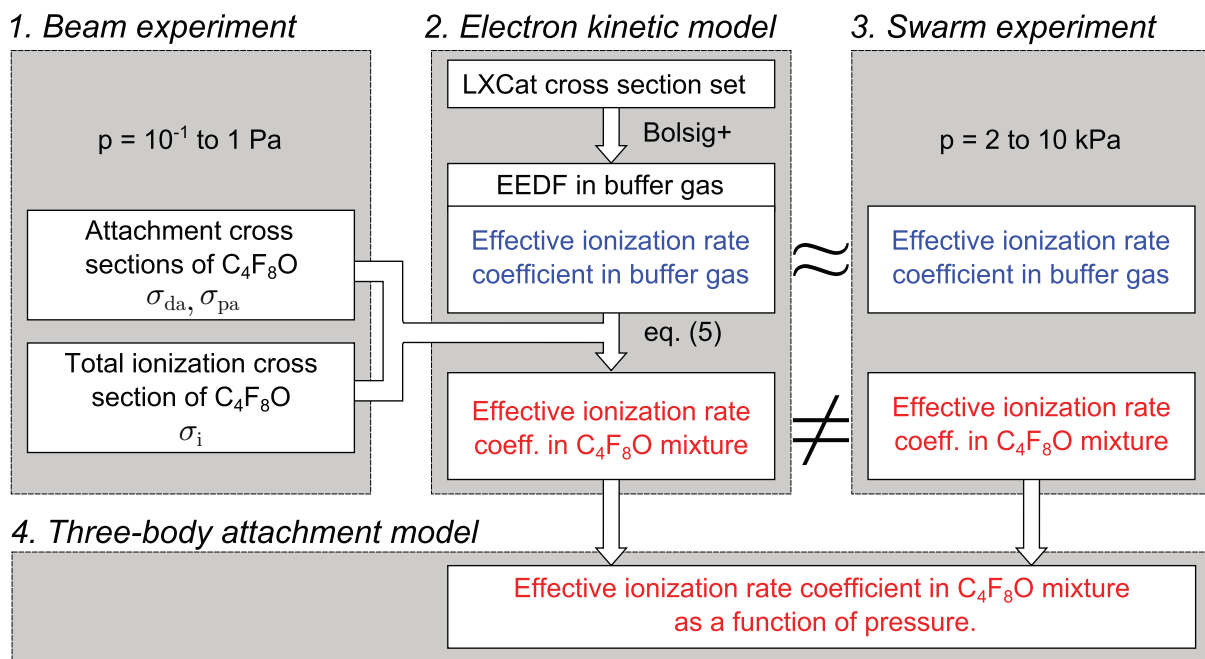 1. Beam experiment
p = 10⁻¹ to 1 Pa
Attachment cross
sections of C₄F₈O
σda, σpa
Total ionization cross
section of C₄F₈O
σi
2. Electron kinetic model
LXCat cross section set
Bolsig+
EEDF in buffer gas
Effective ionization rate
coefficient in buffer gas
eq. (5)
Effective ionization rate
coeff. in C₄F₈O mixture
≈
≠
3. Swarm experiment
p = 2 to 10 kPa
Effective ionization rate
coefficient in buffer gas
Effective ionization rate
coeff. in C₄F₈O mixture
4. Three-body attachment model
Effective ionization rate coefficient in C₄F₈O mixture
as a function of pressure.